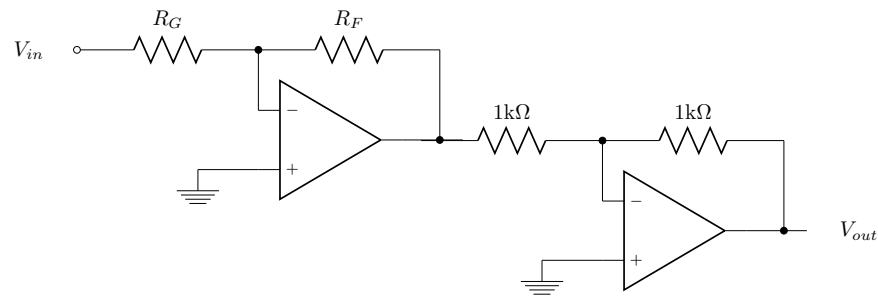 R_G
R_F
V_in
−
1kΩ
1kΩ
+
−
V_out
+